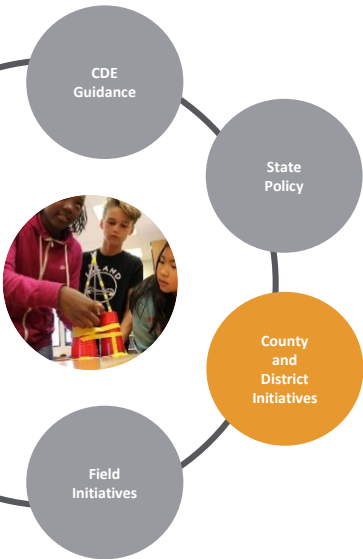 CDE
Guidance
State
Policy
County
and
District
Initiatives
Field
Initiatives